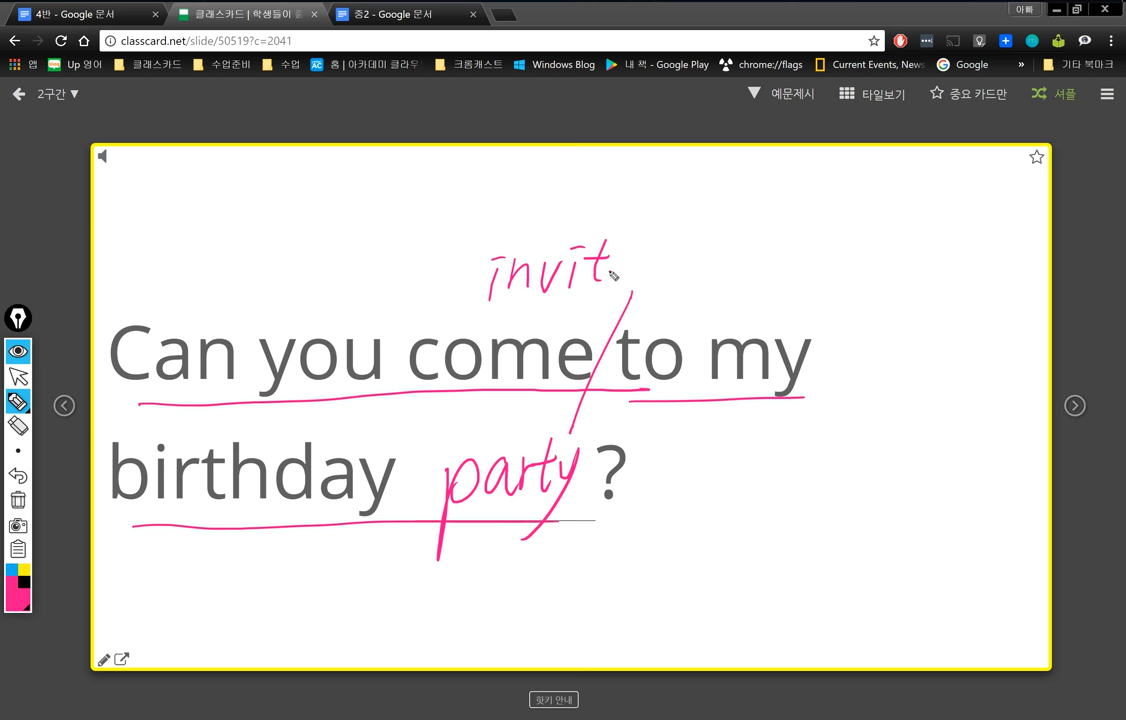 4반 - Google 문서
클래스카드 | 학생들이 즐
중2 - Google 문서
아빠
classcard.net/slide/50519?c=2041
앱 Up 영어 클래스카드 수업준비 수업 홈 | 아카데미 클라우 크롬캐스트 Windows Blog 내 책 - Google Play chrome://flags Current Events, News Google » 기타 북마크
2구간 ▼ ▼ 예문제시 타일보기 중요 카드만 셔플
invit
Can you come to my
birthday party ?
핫키 안내